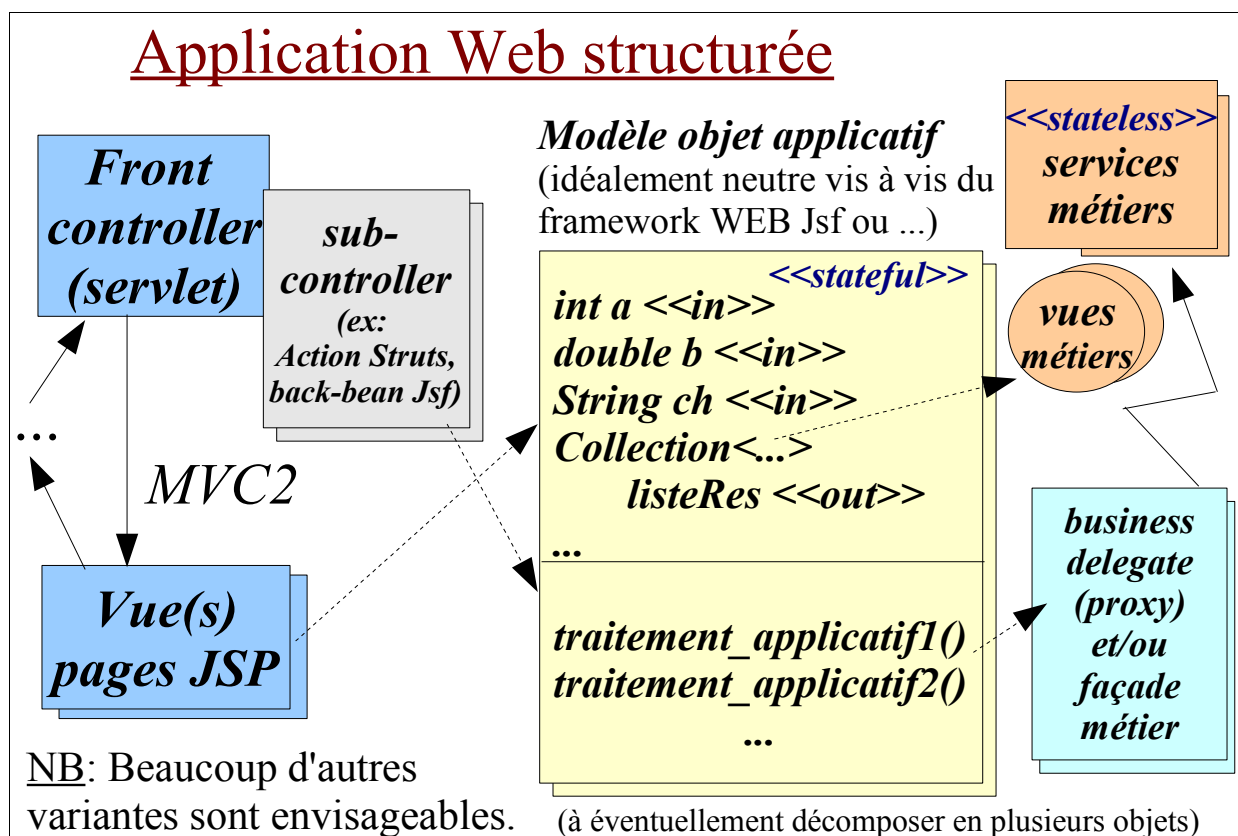 Application Web structurée
Front
controller
(servlet)
sub-
controller
(ex:
Action Struts,
back-bean Jsf)
...
MVC2
Vue(s)
pages JSP
NB: Beaucoup d'autres
variantes sont envisageables.
Modèle objet applicatif
(idéalement neutre vis à vis du
framework WEB Jsf ou ...)
<<stateful>>
int a <<in>>
double b <<in>>
String ch <<in>>
Collection<...>
listeRes <<out>>
...
traitement_applicatif1()
traitement_applicatif2()
...
(à éventuellement décomposer en plusieurs objets)
<<stateless>>
services
métiers
vues
métiers
business
delegate
(proxy)
et/ou
façade
métier